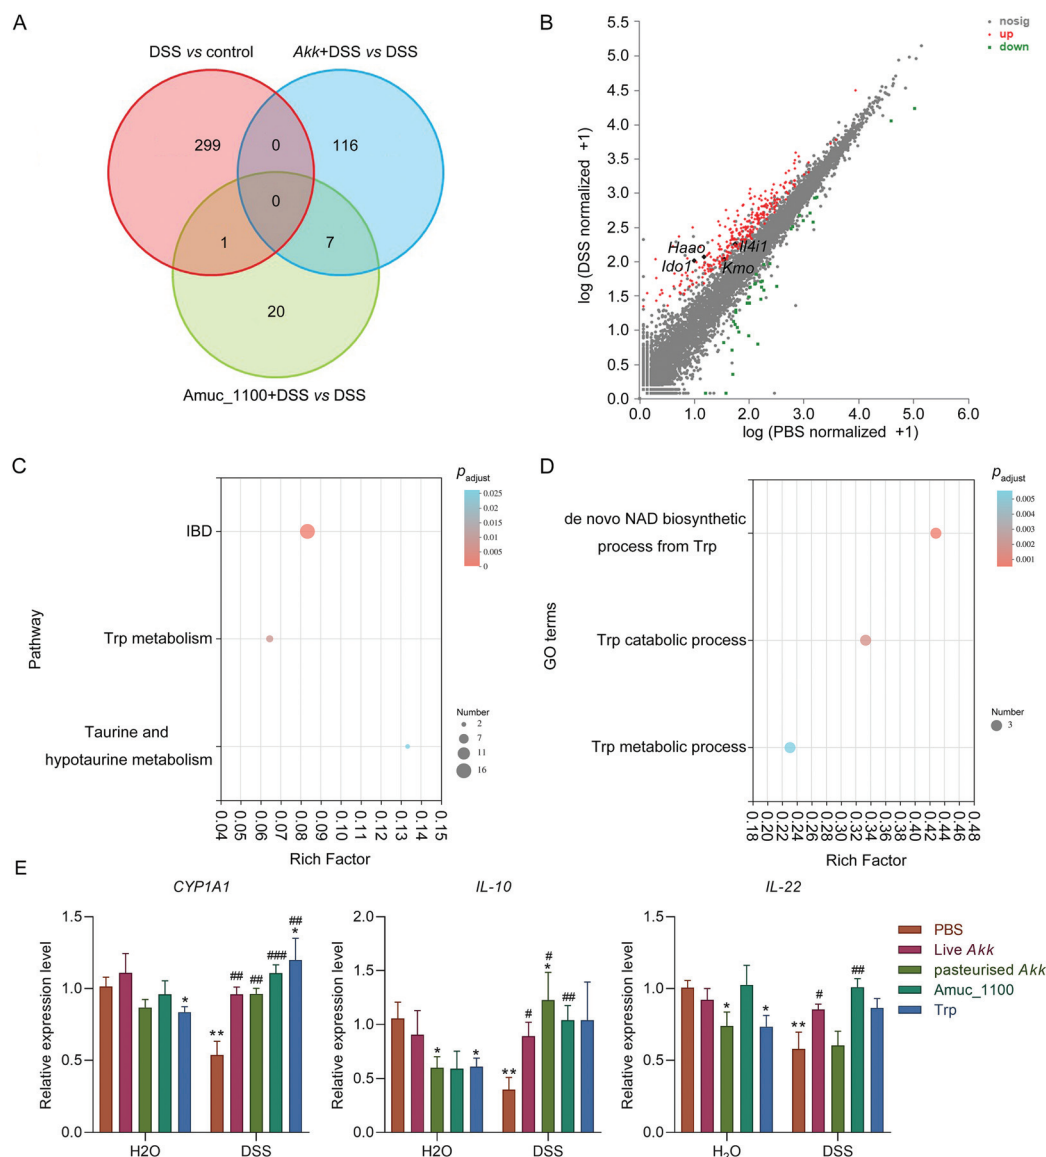 A
DSS vs control
Akk+DSS vs DSS
299
0
116
0
1
7
20
Amuc_1100+DSS vs DSS
B
nosig
up
down
log (DSS normalized +1)
5.5
5.0
4.5
4.0
3.5
3.0
2.5
2.0
1.5
1.0
0.5
0.0
Haao
Il4i1
Ido1
Kmo
0.0 1.0 2.0 3.0 4.0 5.0 6.0
log (PBS normalized +1)
C
Pathway
IBD
Trp metabolism
Taurine and
hypotaurine metabolism
padjust
0.025
0.020
0.015
0.010
0.005
0
Number
2
7
11
16
0.04 0.05 0.06 0.07 0.08 0.09 0.10 0.11 0.12 0.13 0.14 0.15
Rich Factor
D
GO terms
de novo NAD biosynthetic
process from Trp
Trp catabolic process
Trp metabolic process
padjust
0.005
0.004
0.003
0.002
0.001
Number
3
0.18 0.20 0.22 0.24 0.26 0.28 0.30 0.32 0.34 0.36 0.38 0.40 0.42 0.44 0.46 0.48
Rich Factor
E
CYP1A1
Relative expression level
1.5
1.0
0.5
0.0
*
**
##
##
###
##
*
H2O DSS
IL-10
Relative expression level
2.0
1.5
1.0
0.5
0.0
*
*
**
#
#
*
##
H2O DSS
IL-22
Relative expression level
1.5
1.0
0.5
0.0
*
*
**
#
##
H2O DSS
PBS
Live Akk
pasteurised Akk
Amuc_1100
Trp